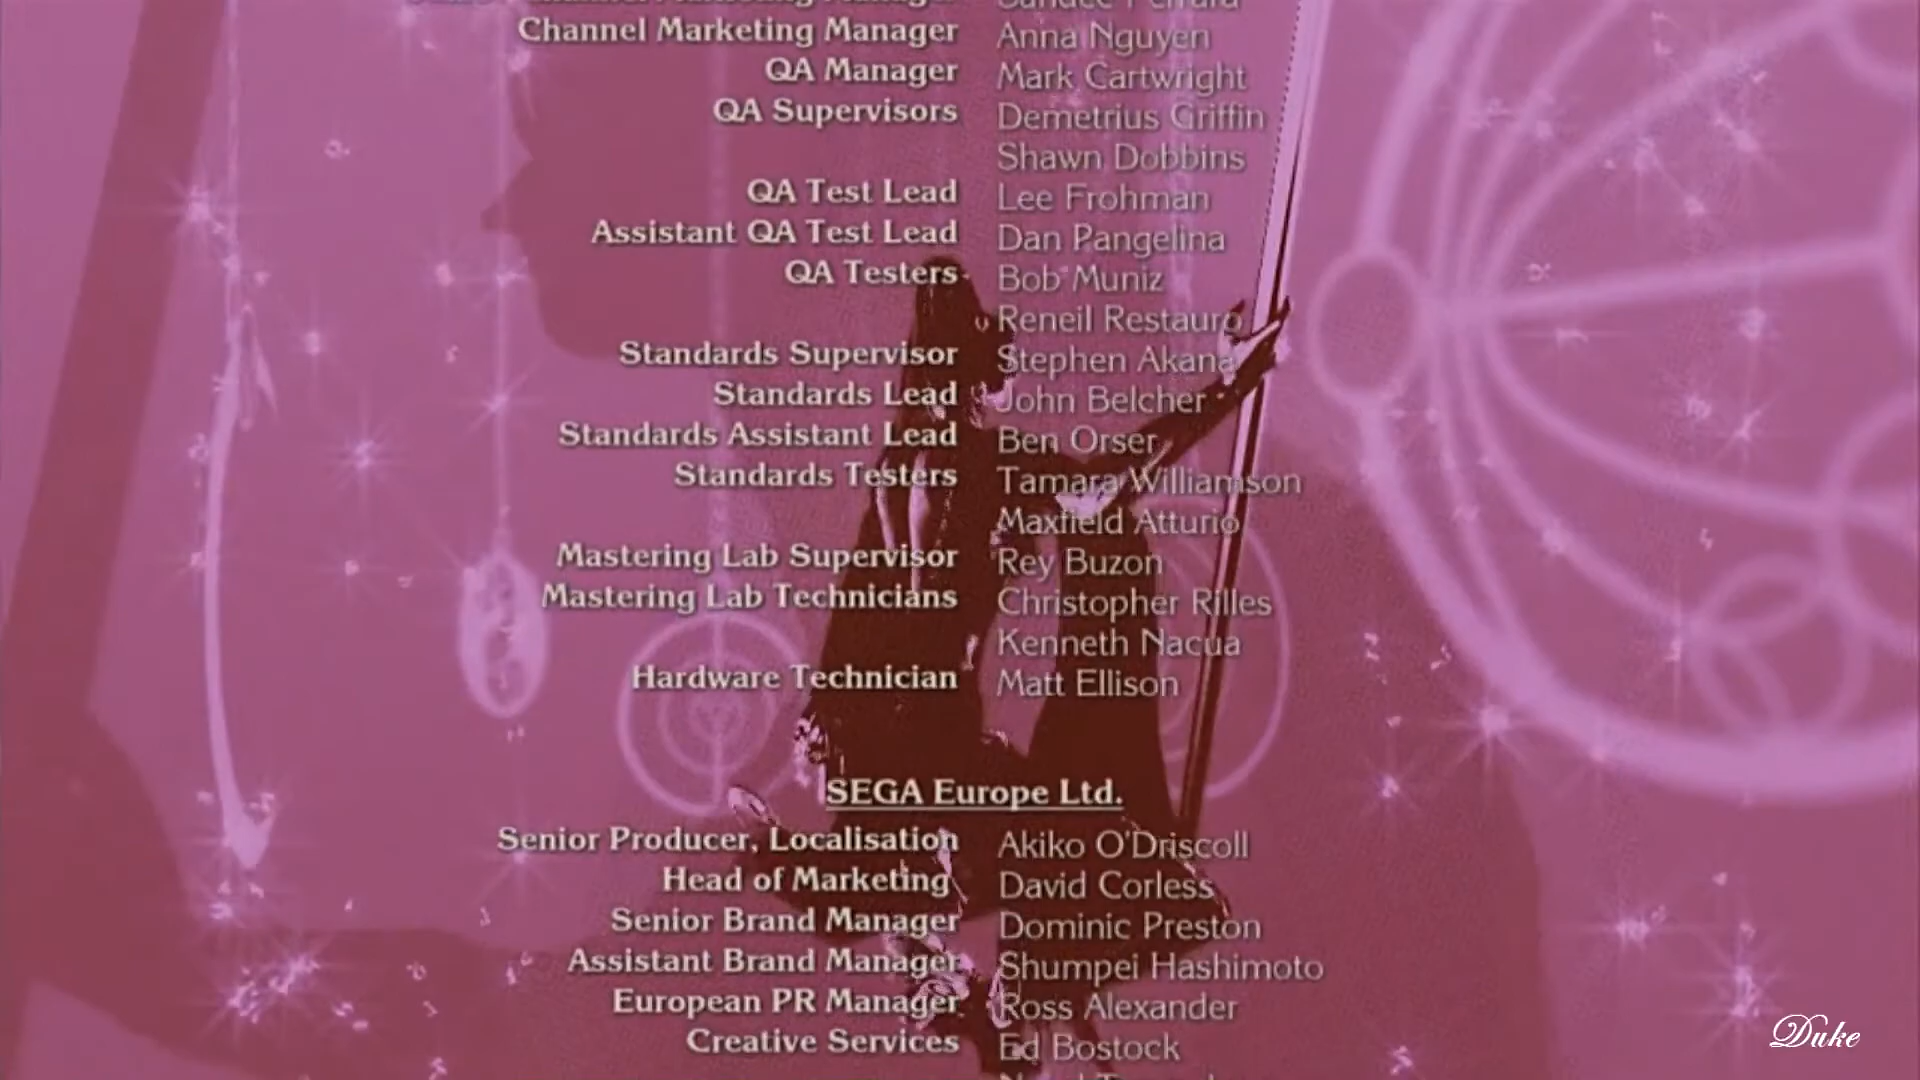 Channel Marketing Manager Anna Nguyen
QA Manager Mark Cartwright
QA Supervisors Demetrius Griffin
Shawn Dobbins
QA Test Lead Lee Frohman
Assistant QA Test Lead Dan Pangelina
QA Testers Bob Muniz
Reneil Restauro
Standards Supervisor Stephen Akana
Standards Lead John Belcher
Standards Assistant Lead Ben Orser
Standards Testers Tamara Williamson
Maxfield Atturio
Mastering Lab Supervisor Rey Buzon
Mastering Lab Technicians Christopher Rilles
Kenneth Nacua
Hardware Technician Matt Ellison
SEGA Europe Ltd.
Senior Producer, Localisation Akiko O'Driscoll
Head of Marketing David Corless
Senior Brand Manager Dominic Preston
Assistant Brand Manager Shumpei Hashimoto
European PR Manager Ross Alexander
Creative Services Ed Bostock
Duke